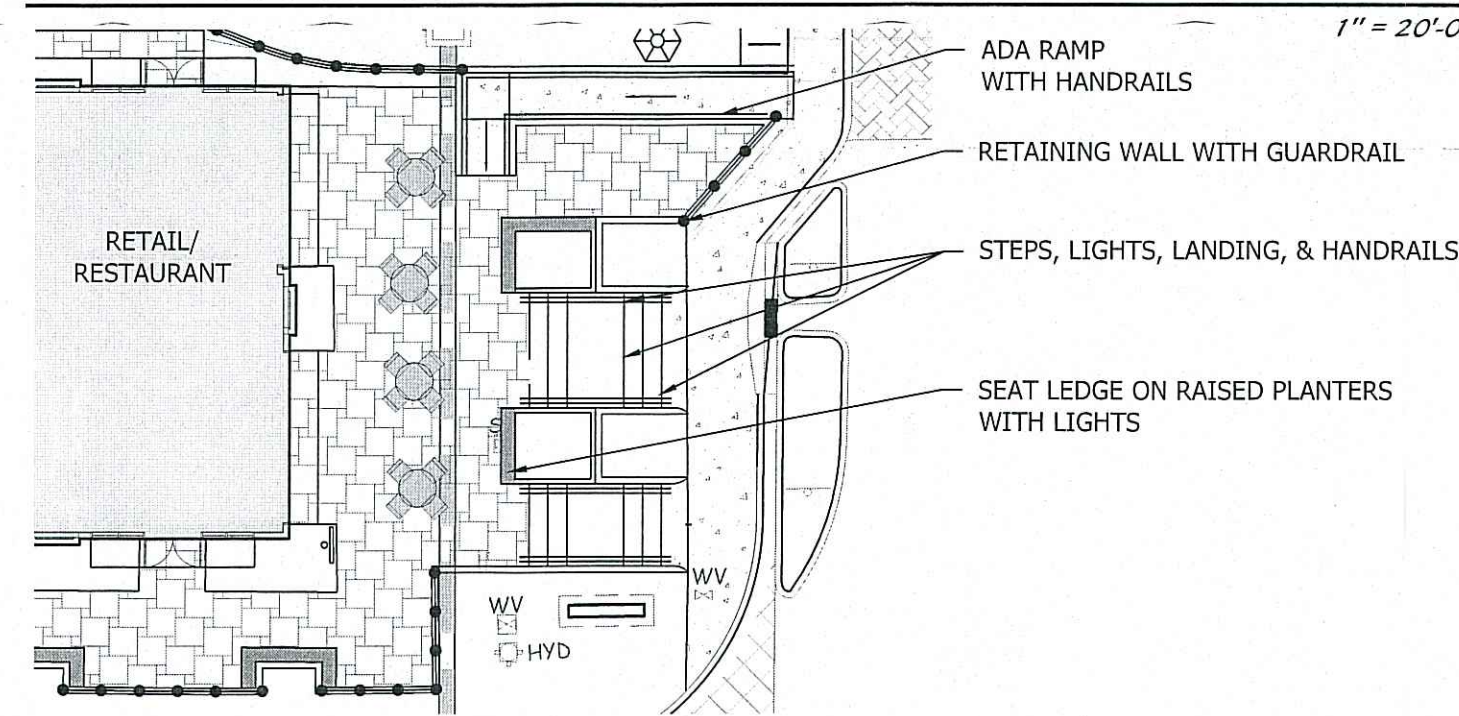 1" = 20'-0
ADA RAMP
WITH HANDRAILS
RETAINING WALL WITH GUARDRAIL
RETAIL/
RESTAURANT
STEPS, LIGHTS, LANDING, & HANDRAILS
SEAT LEDGE ON RAISED PLANTERS
WITH LIGHTS
S
WV
WV
HYD